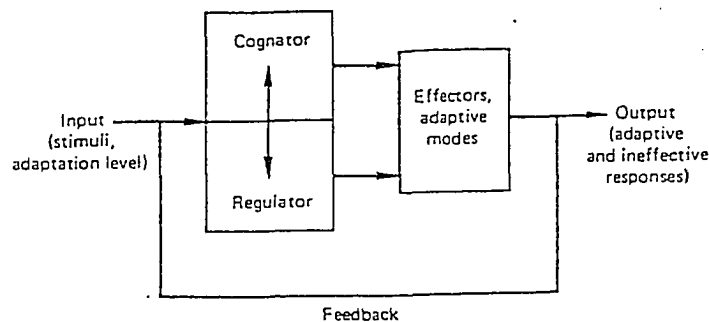 Cognator
Regulator
Input
(stimuli,
adaptation level)
Effectors,
adaptive
modes
Output
(adaptive
and ineffective
responses)
Feedback